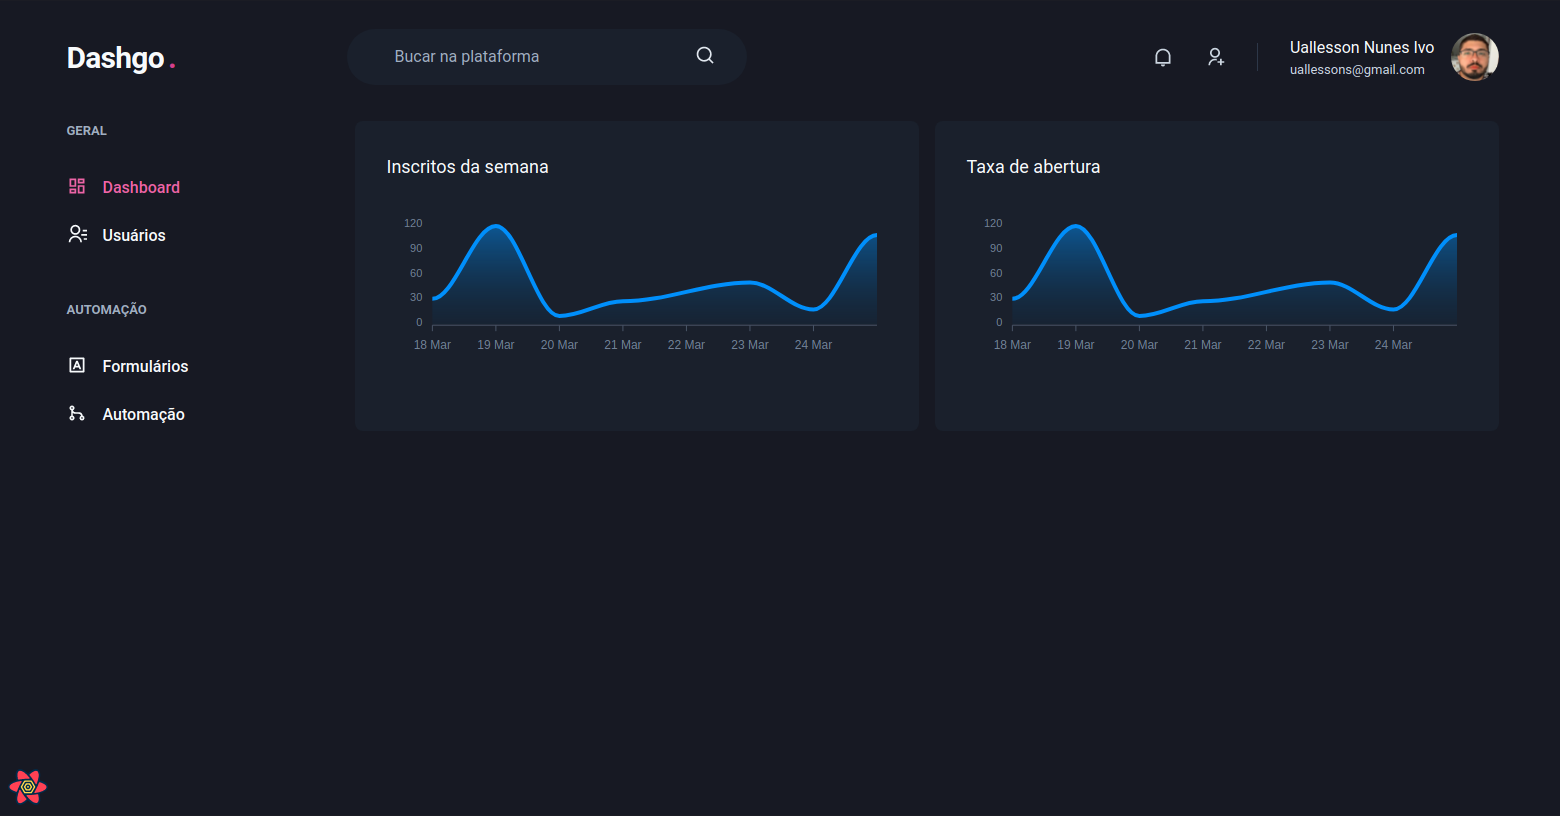 Dashgo.
Bucar na plataforma
Uallesson Nunes Ivo
uallessons@gmail.com
GERAL
Dashboard
Usuários
AUTOMAÇÃO
Formulários
Automação
Inscritos da semana
120
90
60
30
0
18 Mar 19 Mar 20 Mar 21 Mar 22 Mar 23 Mar 24 Mar
Taxa de abertura
120
90
60
30
0
18 Mar 19 Mar 20 Mar 21 Mar 22 Mar 23 Mar 24 Mar